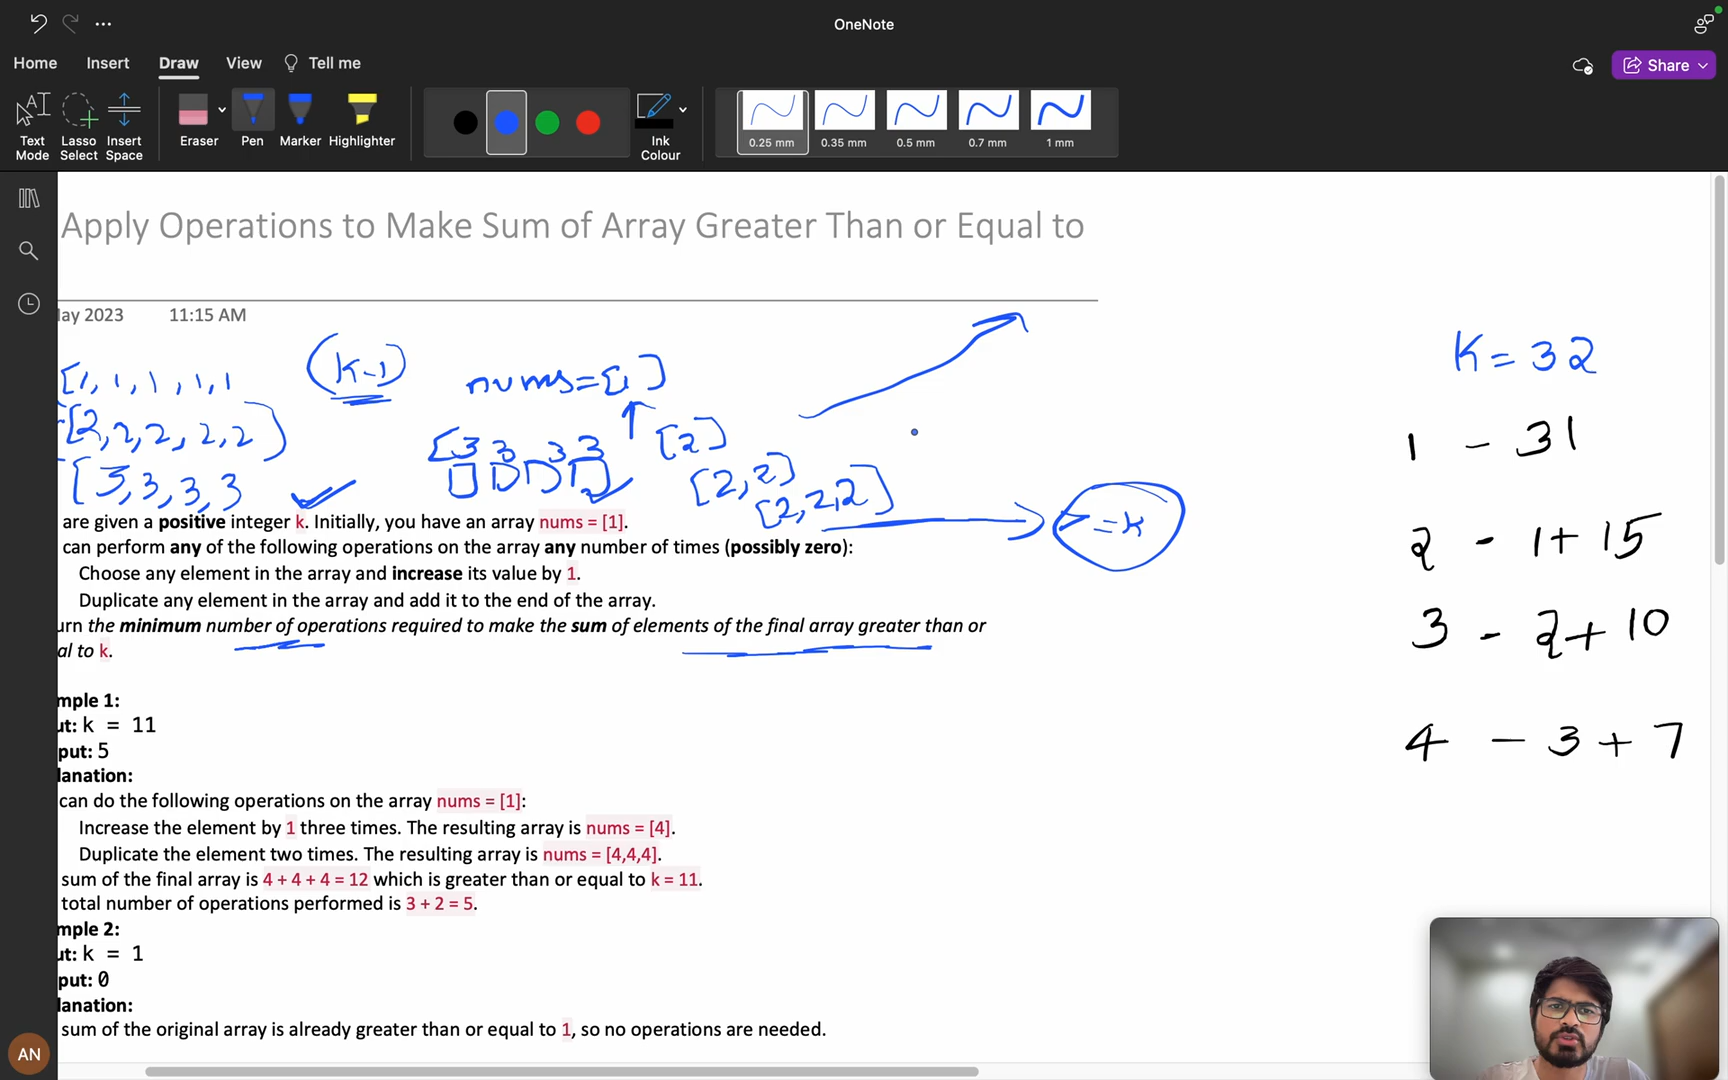 OneNote
Home Insert Draw View Tell me
Share
Text Mode
Lasso Select
Insert Space
Eraser
Pen
Marker
Highlighter
Ink Colour
0.25 mm
0.35 mm
0.5 mm
0.7 mm
1 mm
Apply Operations to Make Sum of Array Greater Than or Equal to
lay 2023 11:15 AM
[1, 1, 1, 1, 1
(k-1)
nums=[1]
K=32
[2,2,2,2,2]
[3 3 3 3
[2]
1 - 31
[3,3,3,3
[2,2]
[2,2,2]
= k
2 - 1+15
3 - 2+10
4 - 3+7
are given a positive integer k. Initially, you have an array nums = [1].
can perform any of the following operations on the array any number of times (possibly zero):
Choose any element in the array and increase its value by 1.
Duplicate any element in the array and add it to the end of the array.
urn the minimum number of operations required to make the sum of elements of the final array greater than or
al to k.
mple 1:
ut: k = 11
put: 5
lanation:
can do the following operations on the array nums = [1]:
Increase the element by 1 three times. The resulting array is nums = [4].
Duplicate the element two times. The resulting array is nums = [4,4,4].
sum of the final array is 4 + 4 + 4 = 12 which is greater than or equal to k = 11.
total number of operations performed is 3 + 2 = 5.
mple 2:
ut: k = 1
put: 0
lanation:
sum of the original array is already greater than or equal to 1, so no operations are needed.
AN